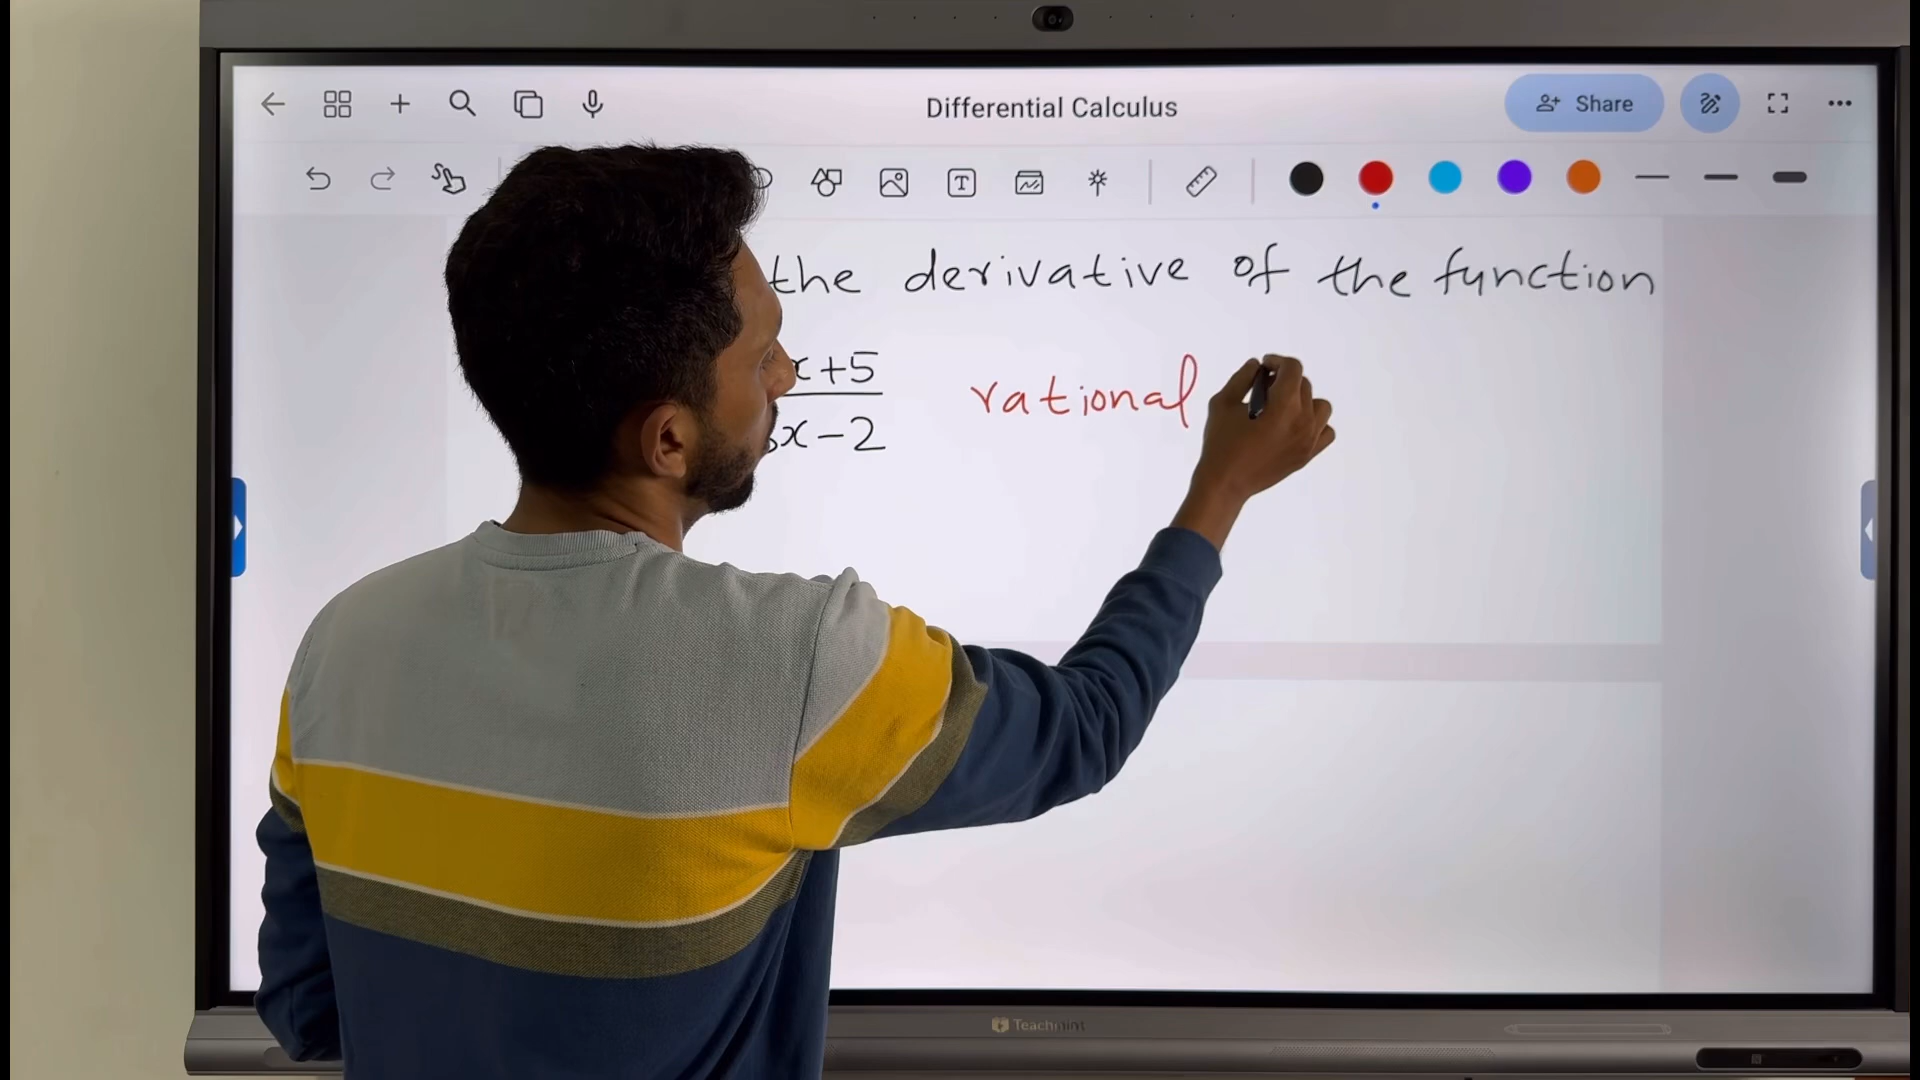 Differential Calculus
Share
the derivative of the function
x+5
x-2
rational
Teachmint